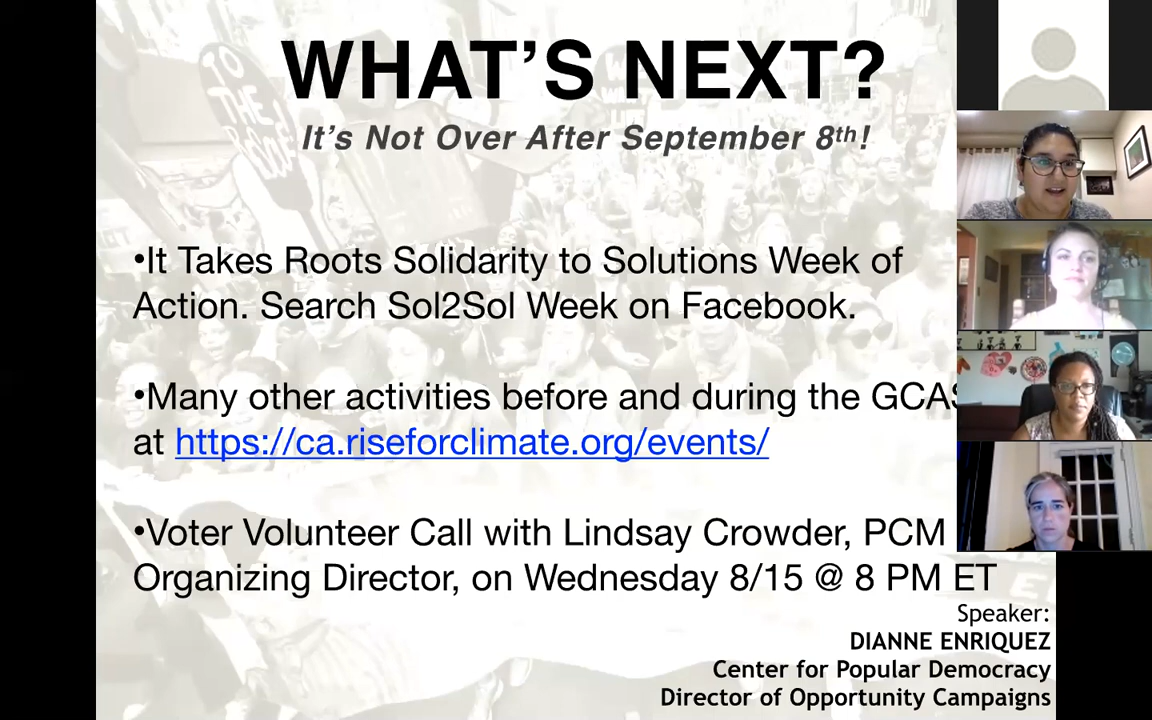 WHAT'S NEXT?
It's Not Over After September 8th!
TO
THE
•It Takes Roots Solidarity to Solutions Week of
Action. Search Sol2Sol Week on Facebook.
•Many other activities before and during the GCAS
at https://ca.riseforclimate.org/events/
•Voter Volunteer Call with Lindsay Crowder, PCM
Organizing Director, on Wednesday 8/15 @ 8 PM ET
Speaker:
DIANNE ENRIQUEZ
Center for Popular Democracy
Director of Opportunity Campaigns